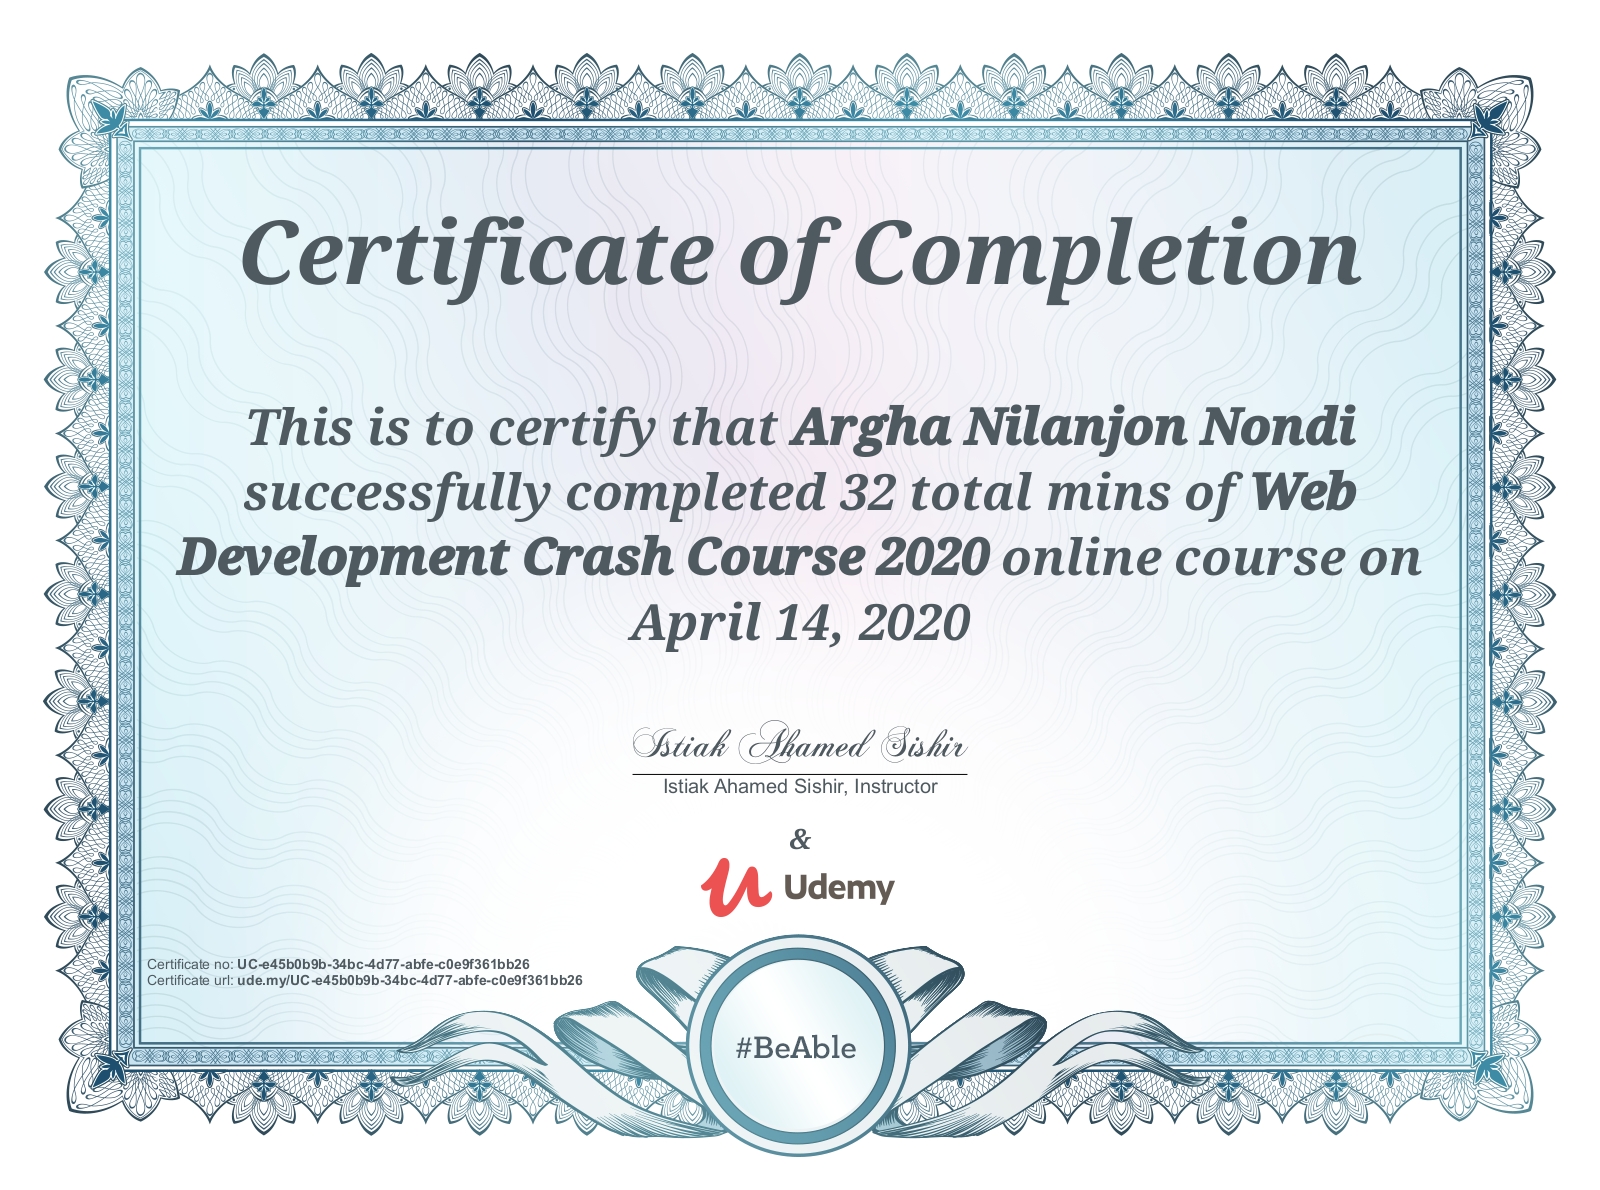 Certificate of Completion
This is to certify that Argha Nilanjon Nondi
successfully completed 32 total mins of Web
Development Crash Course 2020 online course on
April 14, 2020
Istiak Ahamed Sishir
Istiak Ahamed Sishir, Instructor
&
Udemy
Certificate no: UC-e45b0b9b-34bc-4d77-abfe-c0e9f361bb26
Certificate url: ude.my/UC-e45b0b9b-34bc-4d77-abfe-c0e9f361bb26
#BeAble